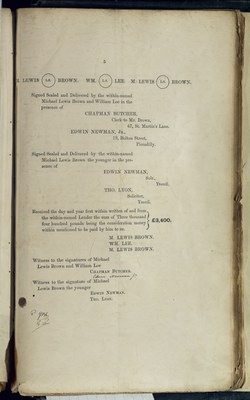 5
M. LEWIS (L.S.) BROWN. WM. (L.S.) LEE. M. LEWIS (L.S.) BROWN.
Signed Sealed and Delivered by the within-named
Michael Lewis Brown and William Lee in the
presence of
CHAPMAN BUTCHER,
Clerk to Mr. Brown,
St. Martin's Lane.
EDWIN NEWMAN, Jr.,
Street,
Piccadilly.
Signed Sealed and Delivered by the within-named
Michael Lewis Brown the younger in the pre-
sence of
EDWIN NEWMAN,
Solr.,
Yeovil.
THO. LYON,
Solicitor,
Yeovil.
Received the day and year first within written of and from
the within-named Lender the sum of Three thousand
four hundred pounds being the consideration money
within mentioned to be paid by him to us
£3,400.
M. LEWIS BROWN.
WM. LEE.
M. LEWIS BROWN.
Witness to the signatures of Michael
Lewis Brown and William Lee
CHAPMAN BUTCHER.
Witness to the signature of Michael
Lewis Brown the younger
EDWIN NEWMAN
THO. LYON.